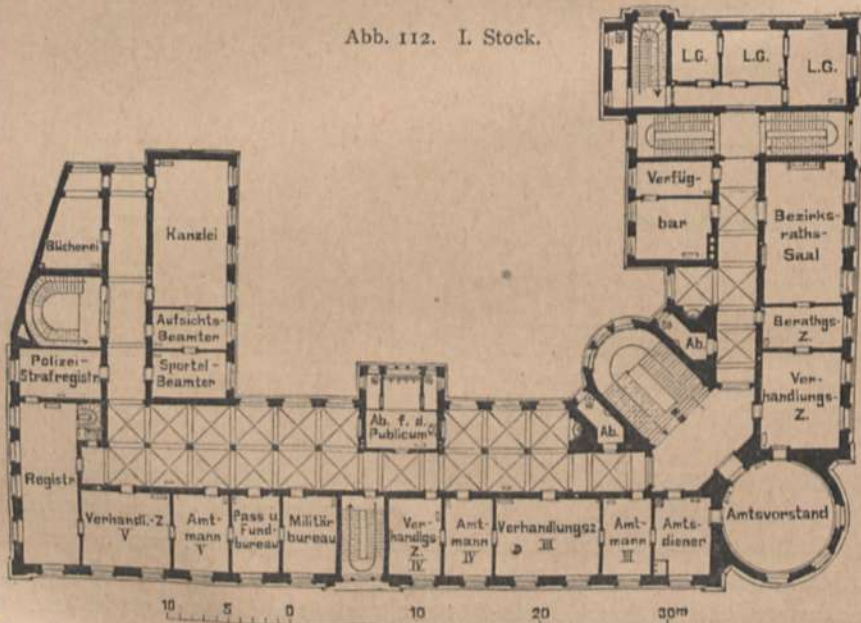 Abb. 112. I. Stock.
L.G.
L.G.
L.G.
Verfüg-
bar
Bezirks-
raths-
Saal
Bücherei
Kanzlei
Aufsichts-
Beamter
Berathgs-
Z.
Ab.
Polizei-
Strafregistr.
Sportel-
Beamter
Ver-
handlungs-
Z.
Ab. f. d.
Publicum
Ab.
Registr.
Verhandl.-Z.
V
Amt-
mann
V
Pass u.
Fund-
bureau
Militär
bureau
Ver-
handlgs
Z.
IV
Amt-
mann
IV
Verhandlungsz.
III
Amt-
mann
III
Amts-
diener
Amtsvorstand
10 5 0 10 20 30m